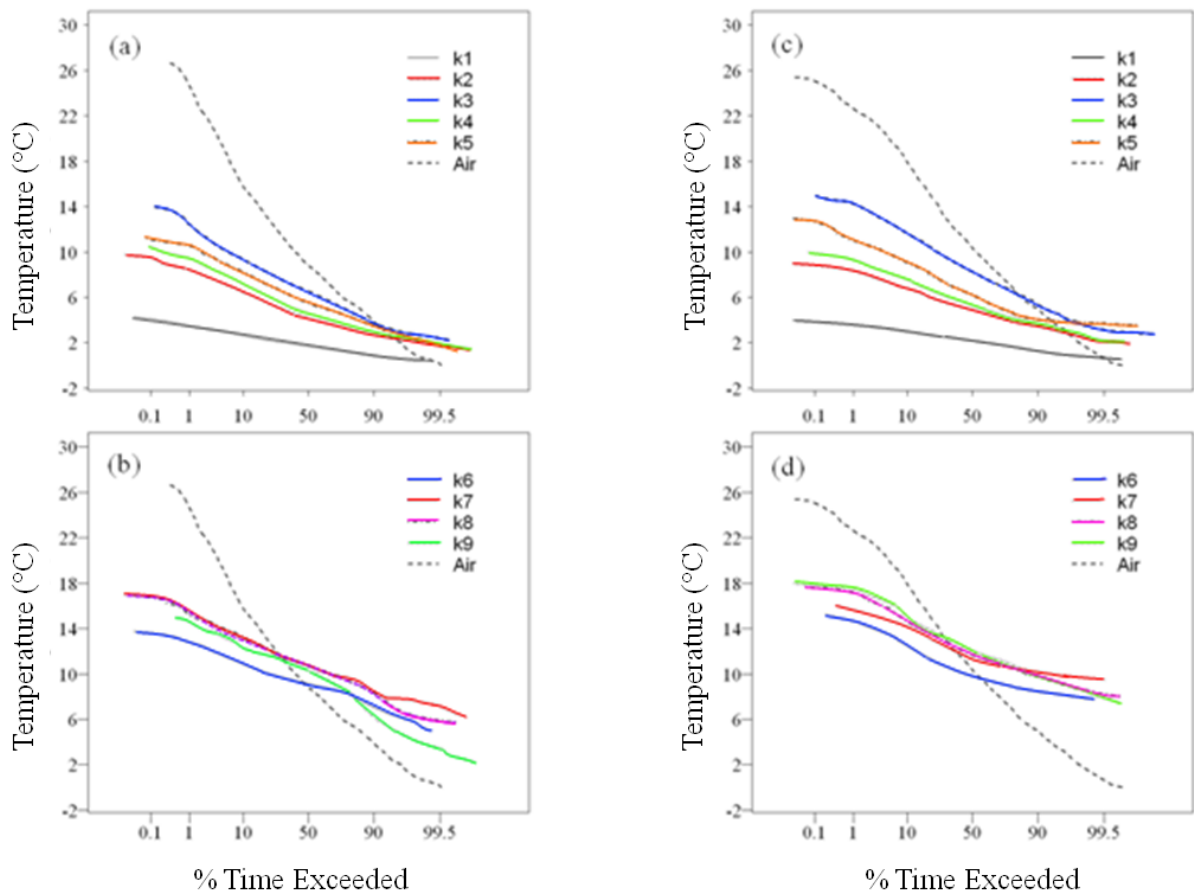 (a)
30
26
22
18
14
10
6
2
-2
Temperature (°C)
k1
k2
k3
k4
k5
Air
0.1 1 10 50 90 99.5
(c)
30
26
22
18
14
10
6
2
-2
Temperature (°C)
k1
k2
k3
k4
k5
Air
0.1 1 10 50 90 99.5
(b)
30
26
22
18
14
10
6
2
-2
Temperature (°C)
k6
k7
k8
k9
Air
0.1 1 10 50 90 99.5
% Time Exceeded
(d)
30
26
22
18
14
10
6
2
-2
Temperature (°C)
k6
k7
k8
k9
Air
0.1 1 10 50 90 99.5
% Time Exceeded